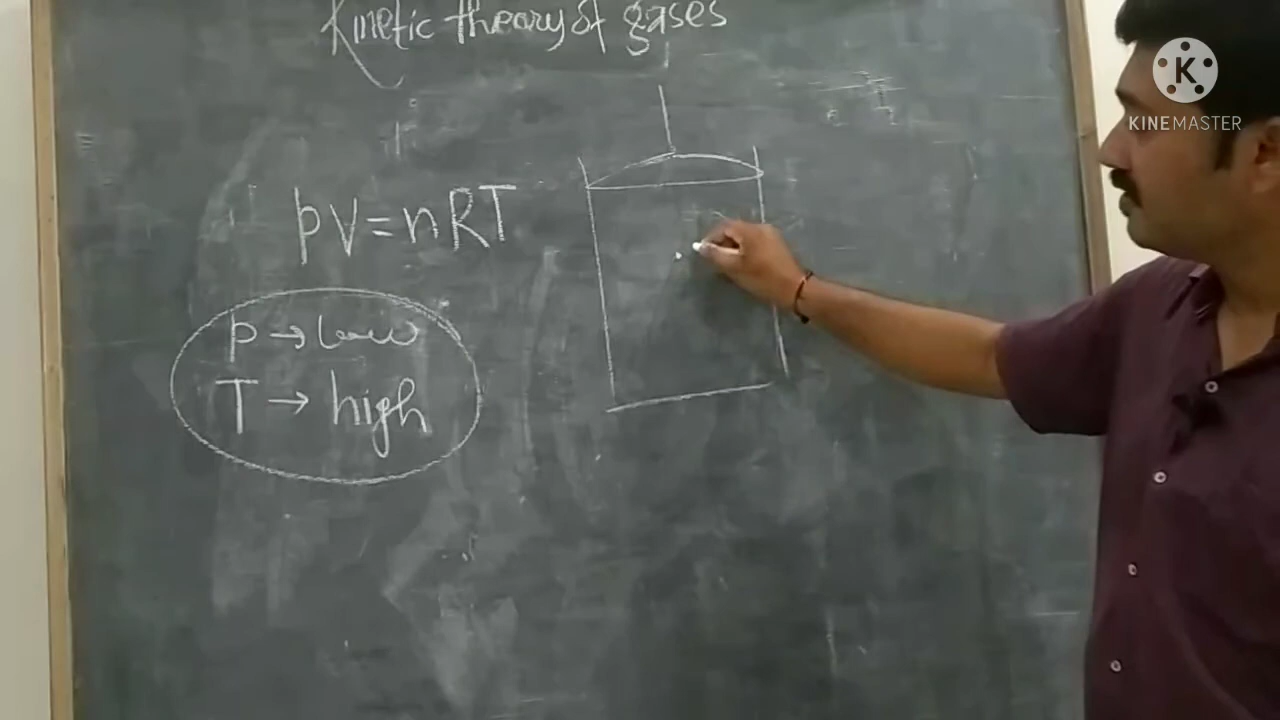 Kinetic theory of gases
PV=nRT
P → Low
T → high
K
KINEMASTER